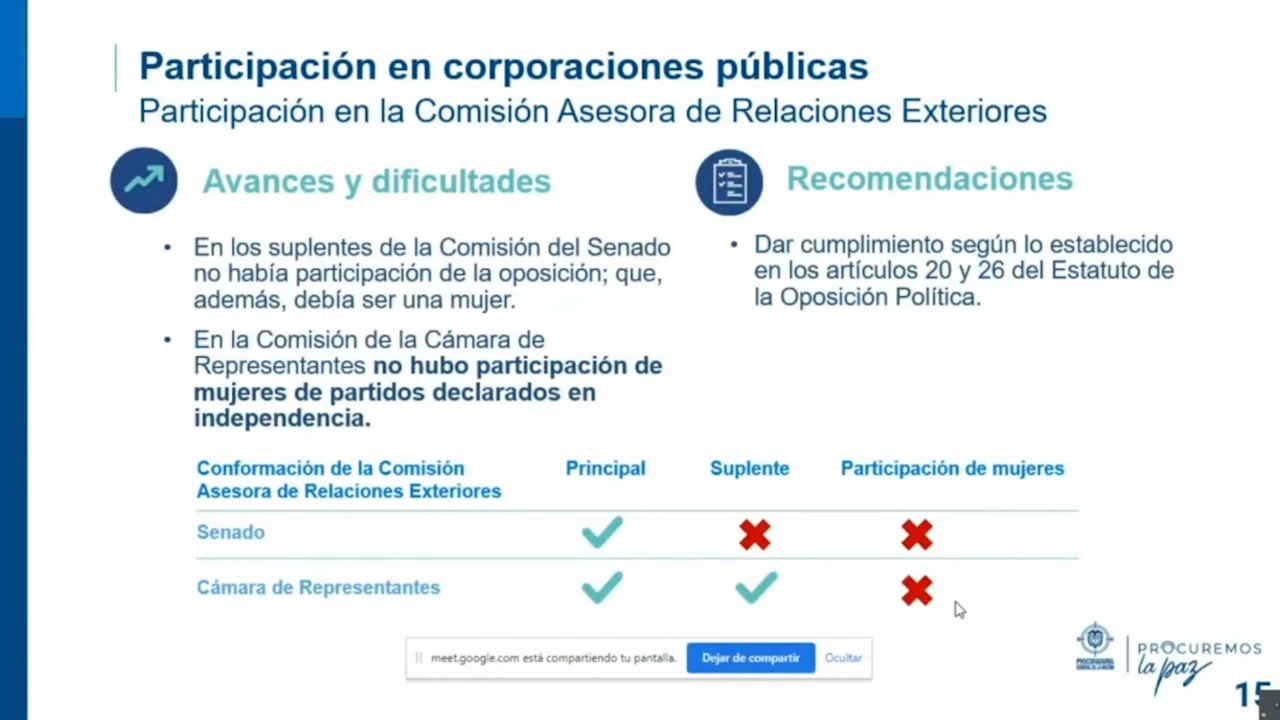 Participación en corporaciones públicas
Participación en la Comisión Asesora de Relaciones Exteriores
Avances y dificultades
• En los suplentes de la Comisión del Senado
no había participación de la oposición; que,
además, debía ser una mujer.
• En la Comisión de la Cámara de
Representantes no hubo participación de
mujeres de partidos declarados en
independencia.
Recomendaciones
• Dar cumplimiento según lo establecido
en los artículos 20 y 26 del Estatuto de
la Oposición Política.
Conformación de la Comisión
Asesora de Relaciones Exteriores
Principal
Suplente
Participación de mujeres
Senado
Cámara de Representantes
meet.google.com está compartiendo tu pantalla.
Dejar de compartir
Ocultar
PROCURADURIA
GENERAL DE LA NACION
PROCUREMOS
la paz
15